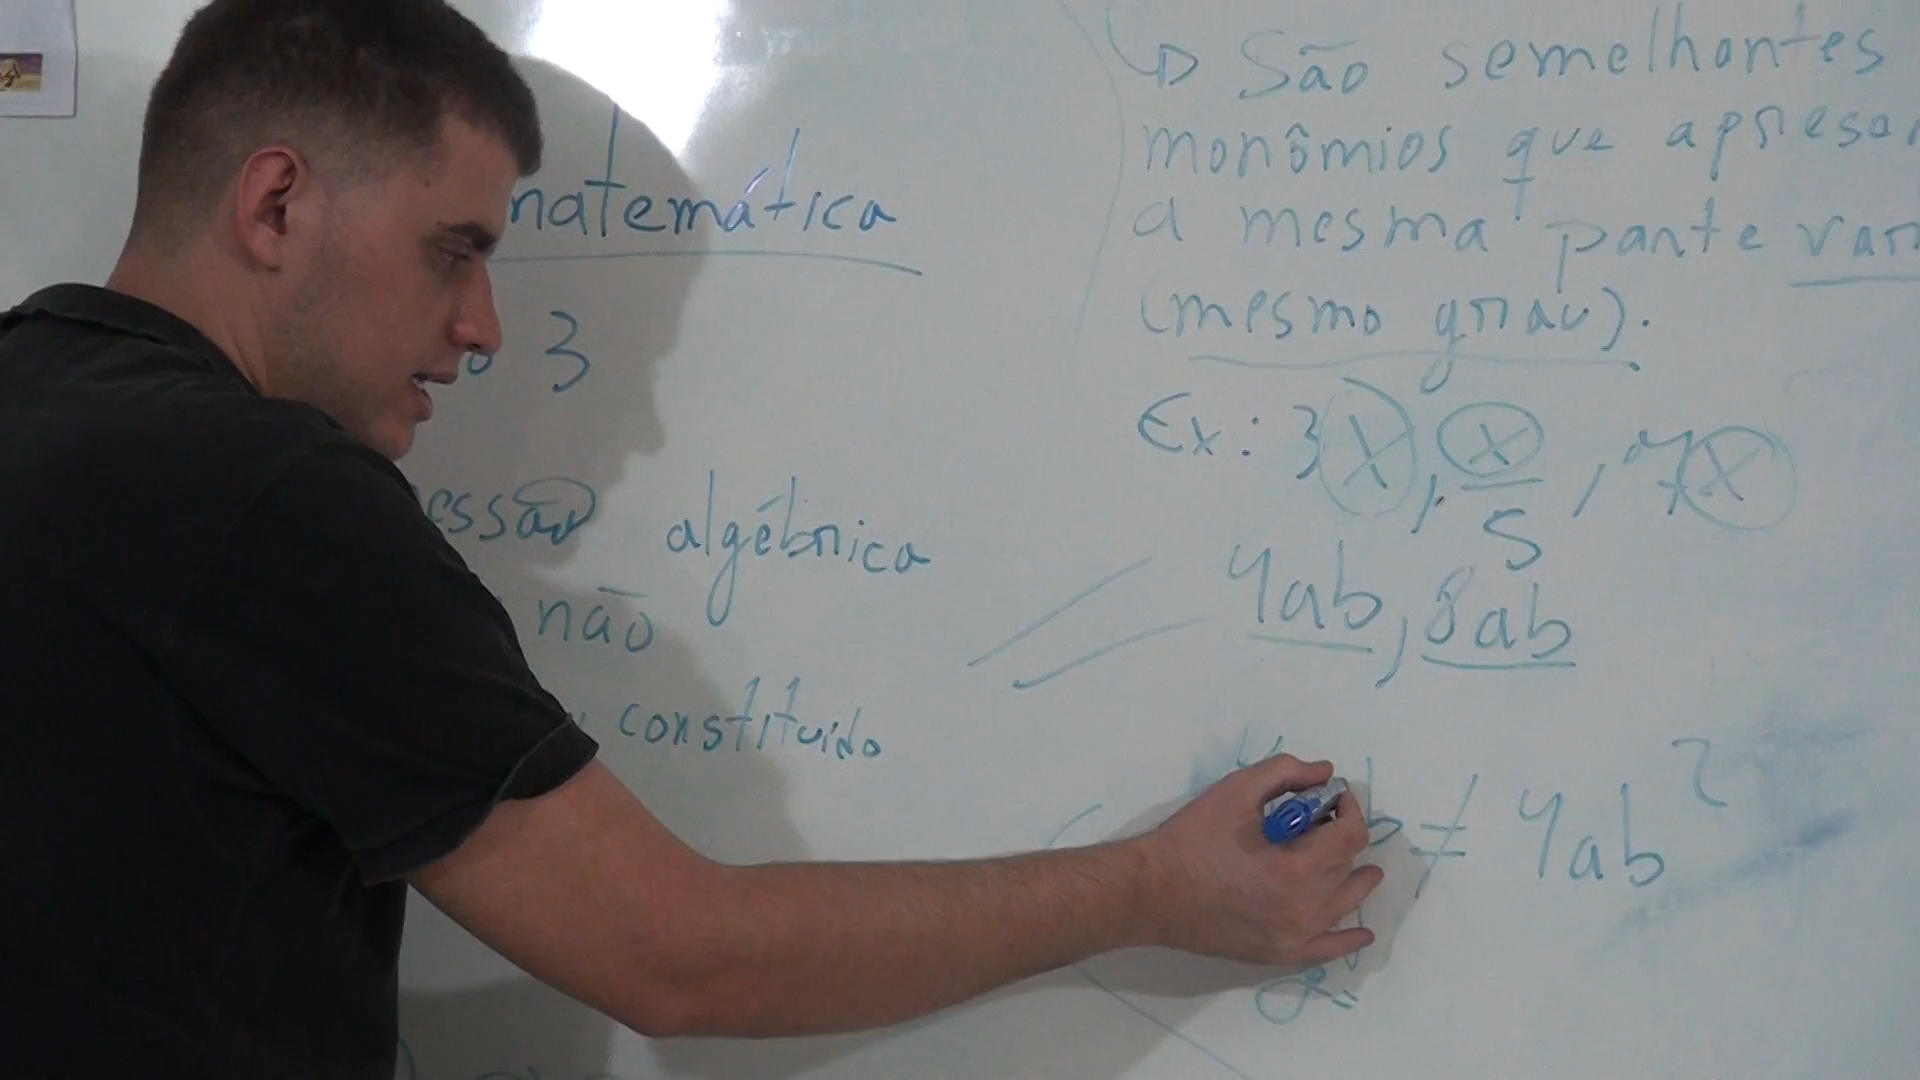 matemática
3
essão algébrica
não
constituído
São semelhantes
monômios que apresen
a mesma parte vari
(mesmo grau).
Ex: 3x, x/5, 7x
4ab, 8ab
b ≠ 4ab²